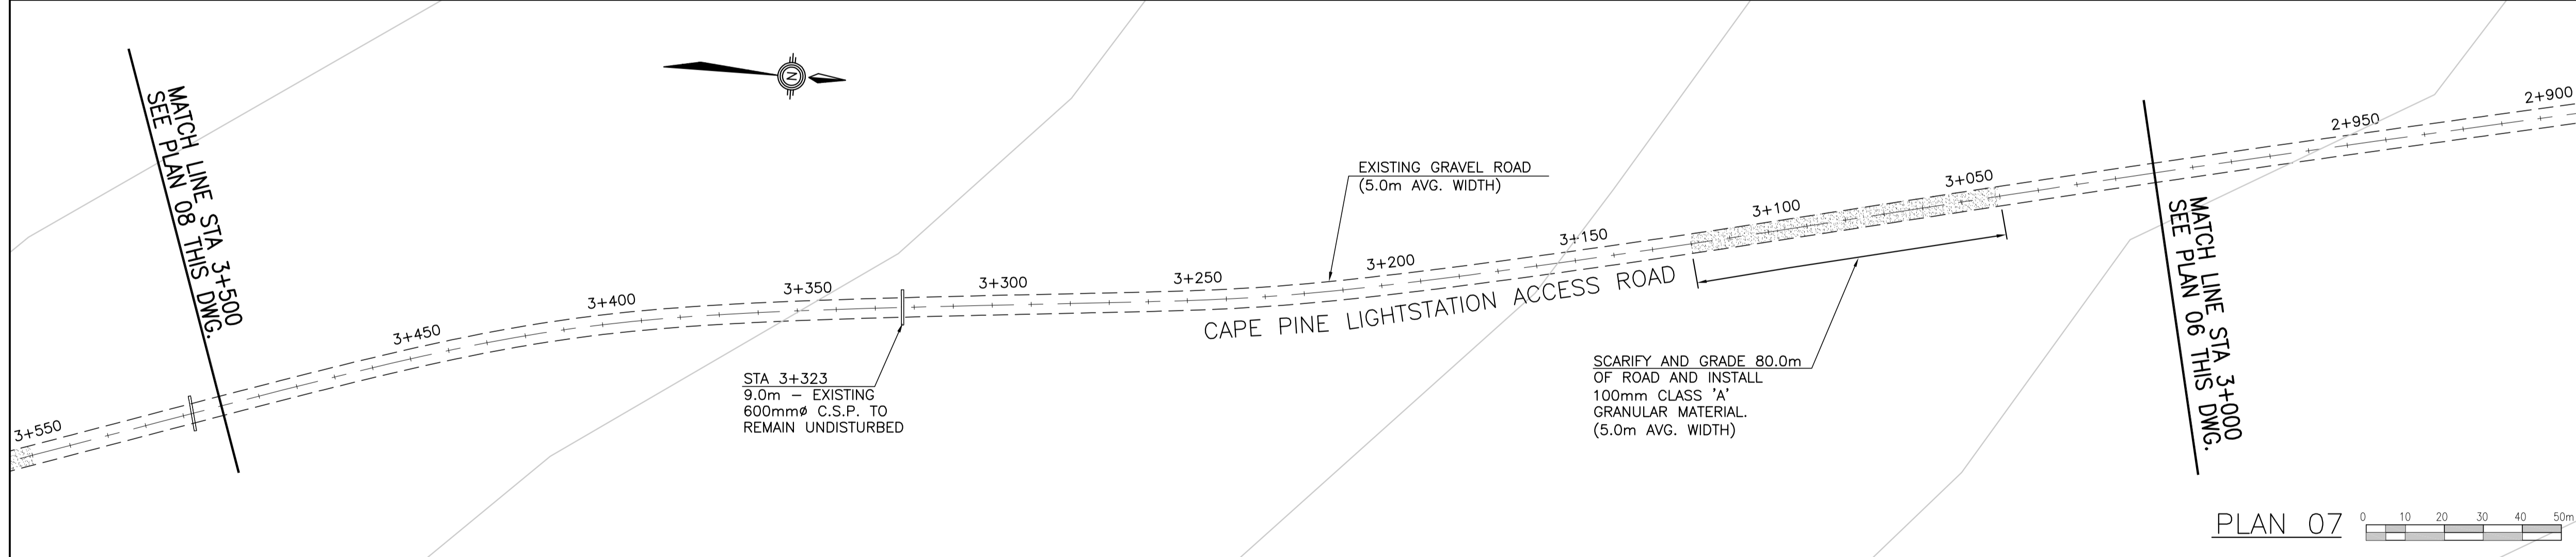 MATCH LINE STA 3+500
SEE PLAN 08 THIS DWG.
N
EXISTING GRAVEL ROAD
(5.0m AVG. WIDTH)
3+550
3+450
3+400
3+350
3+300
3+250
3+200
3+150
3+100
3+050
2+950
2+900
CAPE PINE LIGHTSTATION ACCESS ROAD
STA 3+323
9.0m - EXISTING
600mmø C.S.P. TO
REMAIN UNDISTURBED
SCARIFY AND GRADE 80.0m
OF ROAD AND INSTALL
100mm CLASS 'A'
GRANULAR MATERIAL.
(5.0m AVG. WIDTH)
MATCH LINE STA 3+000
SEE PLAN 06 THIS DWG.
PLAN 07
0 10 20 30 40 50m